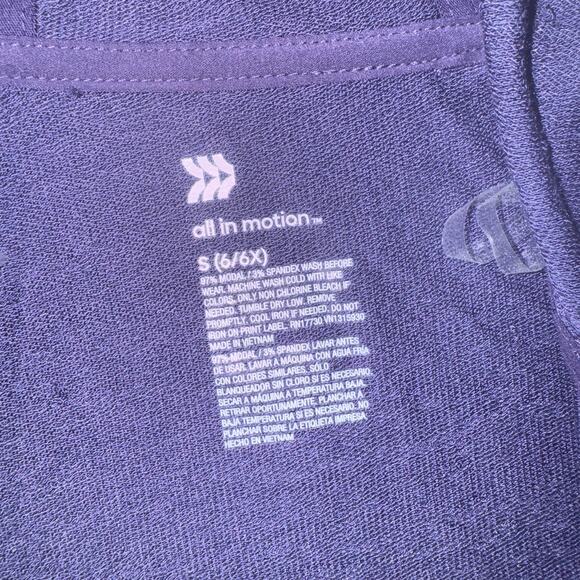 all in motion™
S (6/6X)
97% MODAL / 3% SPANDEX WASH BEFORE
WEAR. MACHINE WASH COLD WITH LIKE
COLORS. ONLY NON CHLORINE BLEACH IF
NEEDED. TUMBLE DRY LOW. REMOVE
PROMPTLY. COOL IRON IF NEEDED. DO NOT
IRON ON PRINT LABEL. RN17730 VN1315930
MADE IN VIETNAM
97% MODAL / 3% SPANDEX LAVAR ANTES
DE USAR. LAVAR A MÁQUINA CON AGUA FRÍA
CON COLORES SIMILARES. SÓLO
BLANQUEADOR SIN CLORO SI ES NECESARIO.
SECAR A MÁQUINA A TEMPERATURA BAJA.
RETIRAR OPORTUNAMENTE. PLANCHAR A
BAJA TEMPERATURA SI ES NECESARIO. NO
PLANCHAR SOBRE LA ETIQUETA IMPRESA.
HECHO EN VIETNAM